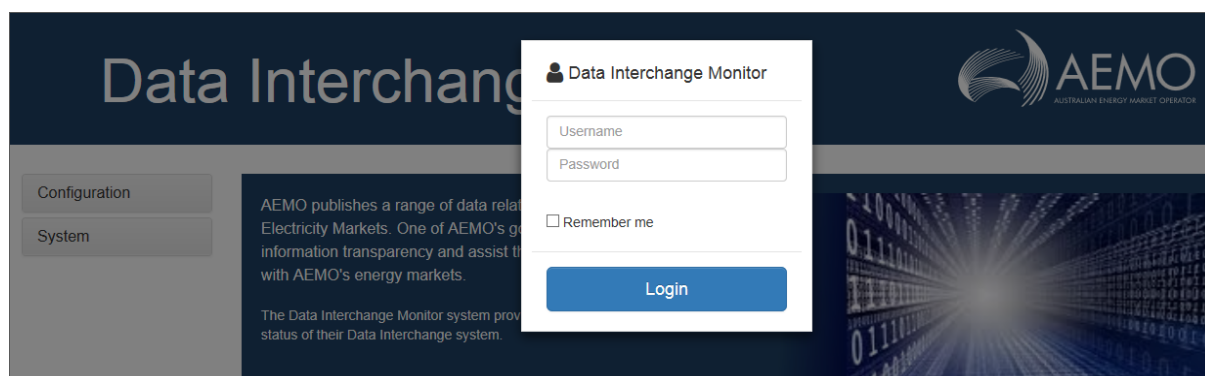 Data Interchang
AEMO
AUSTRALIAN ENERGY MARKET OPERATOR
Data Interchange Monitor
Username
Password
Remember me
Login
Configuration
System
AEMO publishes a range of data relat
Electricity Markets. One of AEMO's go
information transparency and assist th
with AEMO's energy markets.
The Data Interchange Monitor system prov
status of their Data Interchange system.